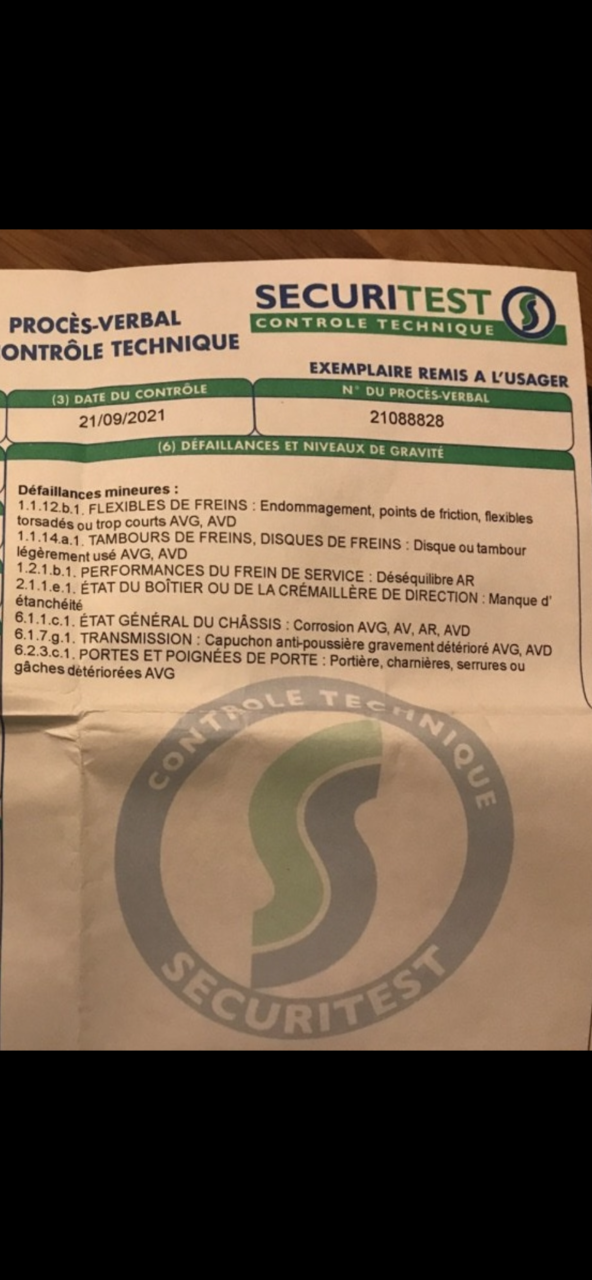 SECURITEST
CONTROLE TECHNIQUE
PROCÈS-VERBAL
ONTRÔLE TECHNIQUE
EXEMPLAIRE REMIS A L'USAGER
(3) DATE DU CONTRÔLE
N° DU PROCÈS-VERBAL
21/09/2021
21088828
(6) DÉFAILLANCES ET NIVEAUX DE GRAVITÉ
Défaillances mineures :
1.1.12.b.1. FLEXIBLES DE FREINS : Endommagement, points de friction, flexibles
torsadés ou trop courts AVG, AVD
1.1.14.a.1. TAMBOURS DE FREINS, DISQUES DE FREINS : Disque ou tambour
légèrement usé AVG, AVD
1.2.1.b.1. PERFORMANCES DU FREIN DE SERVICE : Déséquilibre AR
2.1.1.e.1. ÉTAT DU BOÎTIER OU DE LA CRÉMAILLÈRE DE DIRECTION : Manque d'
étanchéité
6.1.1.c.1. ÉTAT GÉNÉRAL DU CHÂSSIS : Corrosion AVG, AV, AR, AVD
6.1.7.g.1. TRANSMISSION : Capuchon anti-poussière gravement détérioré AVG, AVD
6.2.3.c.1. PORTES ET POIGNÉES DE PORTE : Portière, charnières, serrures ou
gâches détériorées AVG
CONTROLE TECHNIQUE
SECURITEST